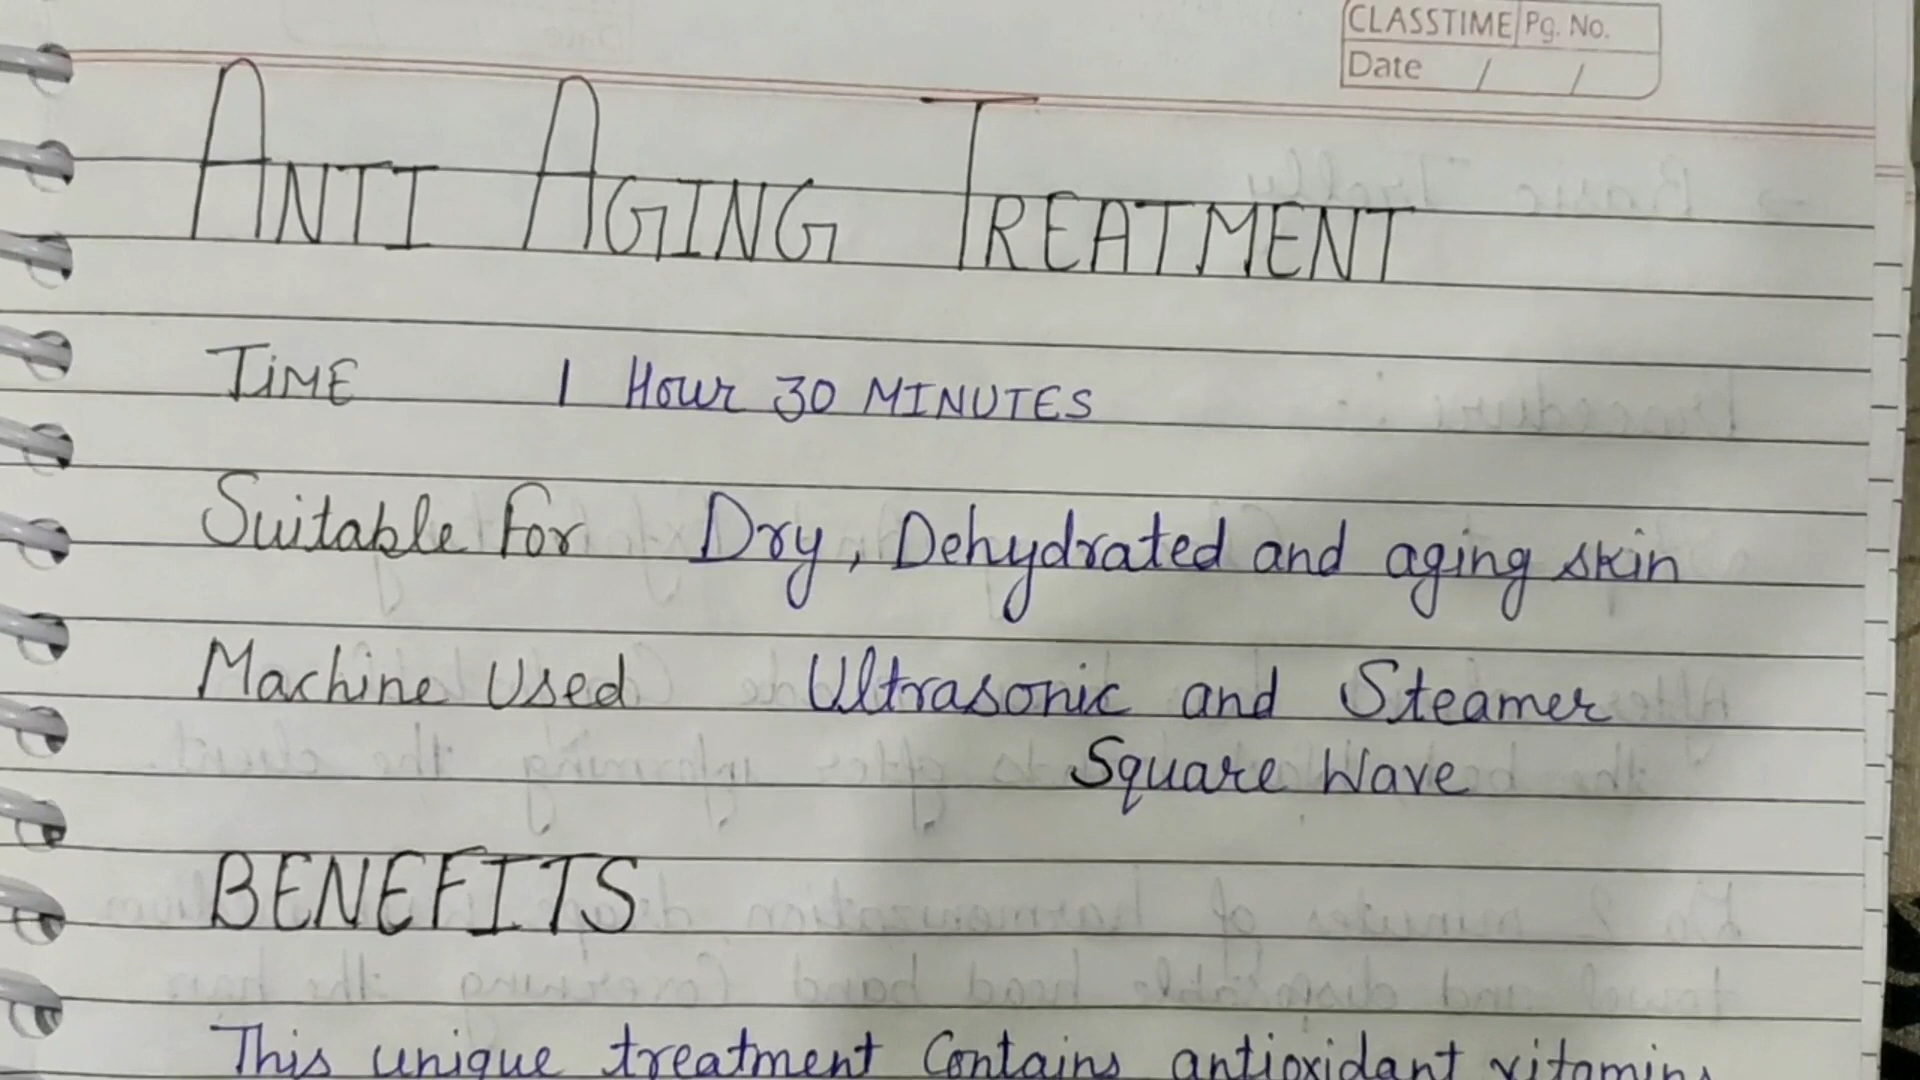 CLASSTIME Pg. No.
Date / /
ANTI AGING TREATMENT
TIME 1 Hour 30 MINUTES
Suitable For Dry, Dehydrated and aging skin
Machine Used Ultrasonic and Steamer
Square Wave
BENEFITS
This unique treatment Contains antioxidant vitamins